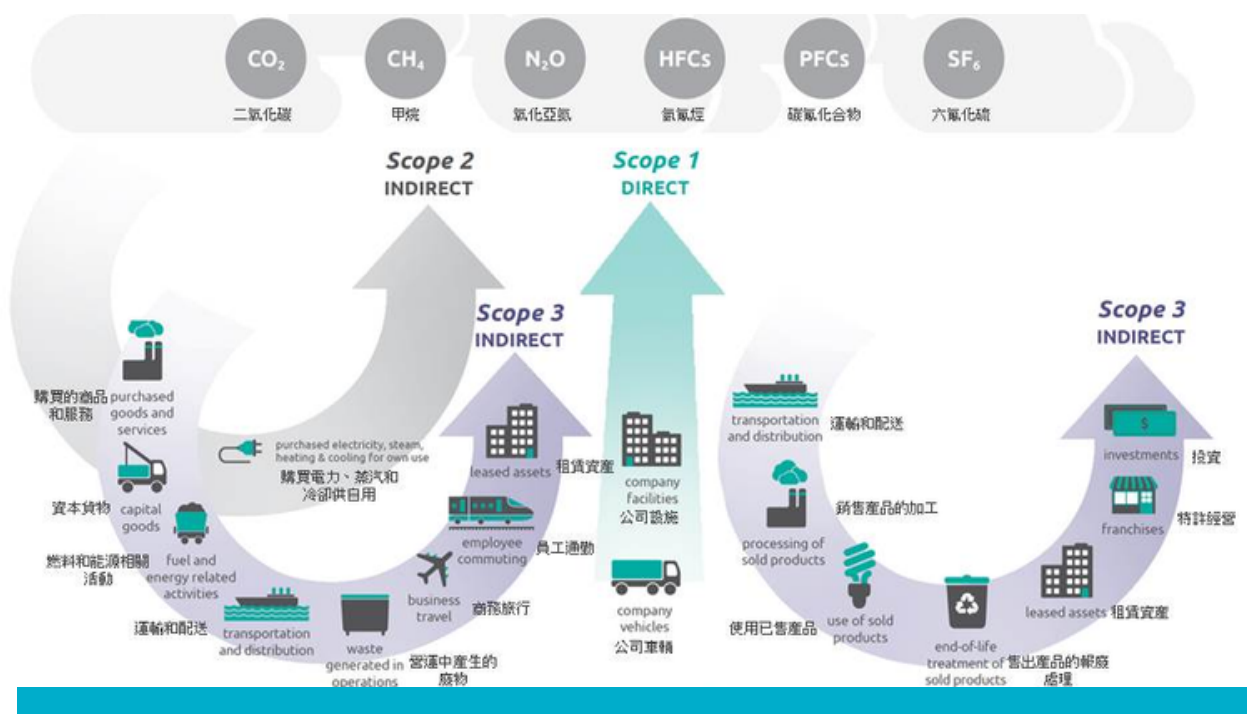 CO₂
CH₄
N₂O
HFCs
PFCs
SF₆
二氧化碳
甲烷
氧化亞氮
氫氟烴
碳氟化合物
六氟化硫
Scope 2
INDIRECT
Scope 1
DIRECT
Scope 3
INDIRECT
Scope 3
INDIRECT
購買的商品
和服務
purchased
goods and
services
purchased electricity, steam,
heating & cooling for own use
購買電力、蒸汽和
冷卻供自用
資本貨物
capital
goods
燃料和能源相關
活動
fuel and
energy related
activities
運輸和配送
transportation
and distribution
waste
generated in
operations
營運中產生的
廢物
business
travel
商務旅行
employee
commuting
員工通勤
leased assets
租賃資產
company
facilities
公司設施
company
vehicles
公司車輛
transportation
and distribution
運輸和配送
processing of
sold products
銷售產品的加工
使用已售產品
use of sold
products
end-of-life
treatment of
sold products
售出產品的報廢
處理
leased assets
租賃資產
franchises
特許經營
investments
投資
$